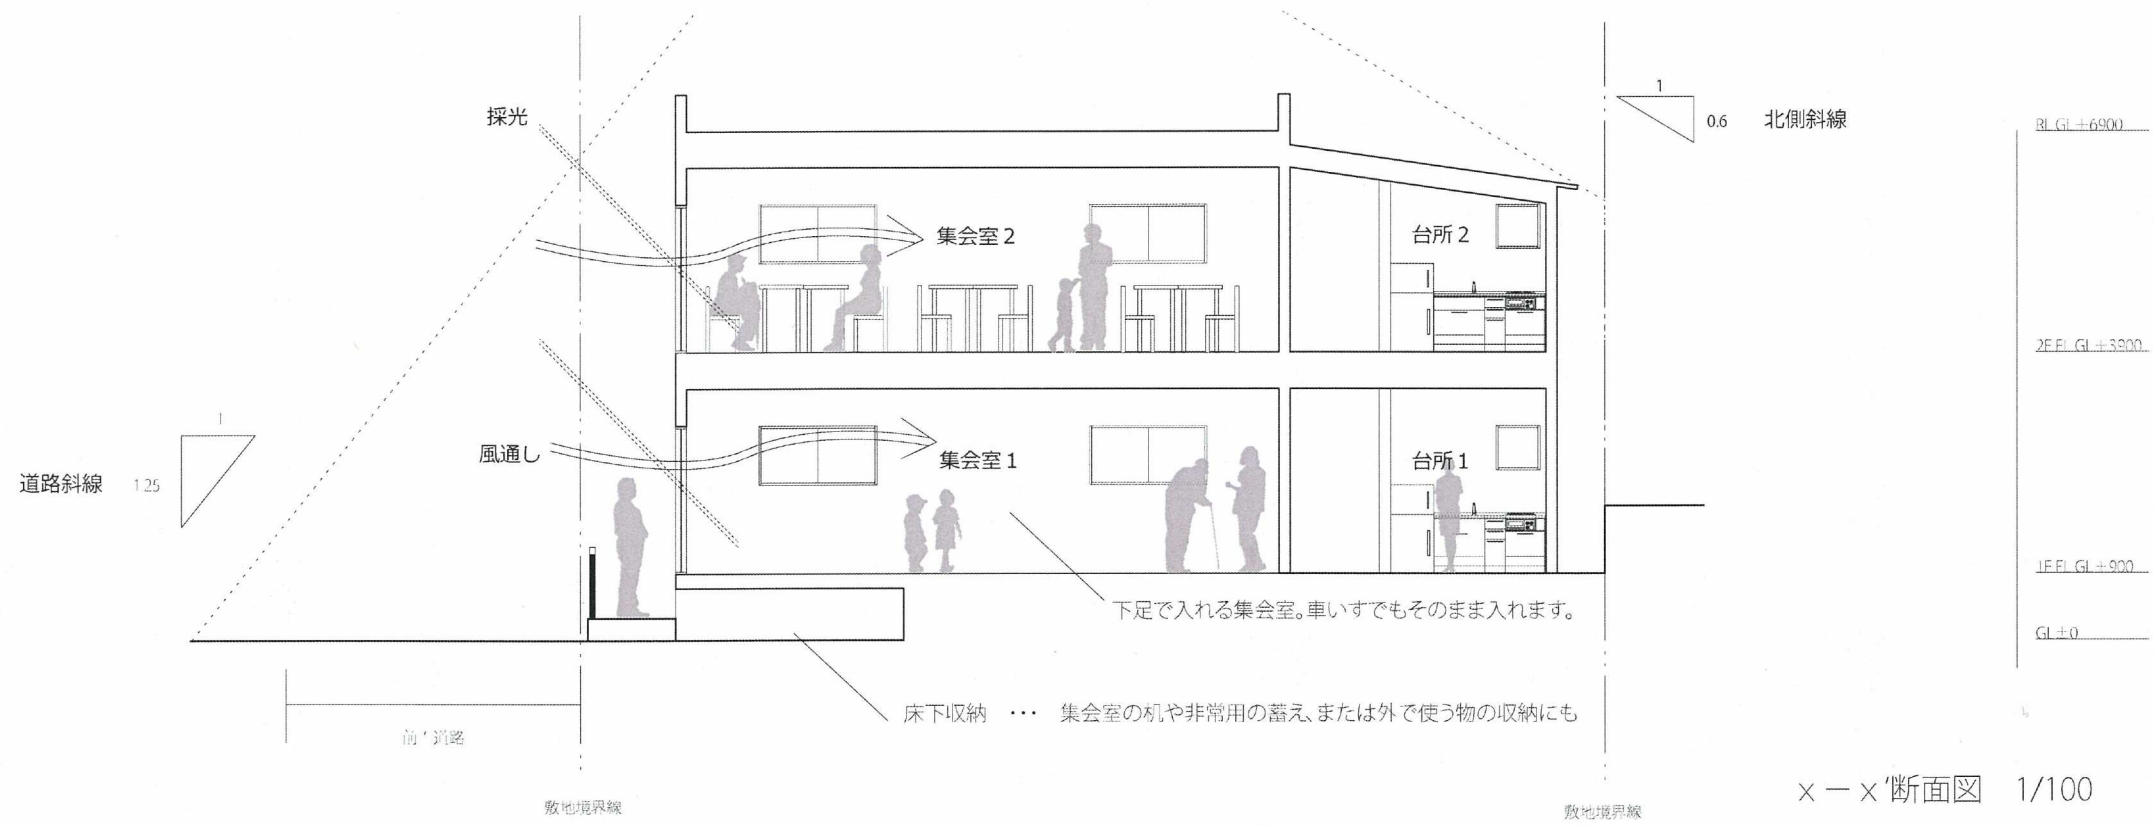 採光
1
0.6
北側斜線
RL GL+6900
集会室2
台所2
2F FL GL+3900
1
道路斜線
1.25
風通し
集会室1
台所1
1F FL GL+900
下足で入れる集会室。車いすでもそのまま入れます。
GL±0
床下収納 ・・・ 集会室の机や非常用の蓄え、または外で使う物の収納にも
道路
x－x'断面図 1/100
敷地境界線
敷地境界線